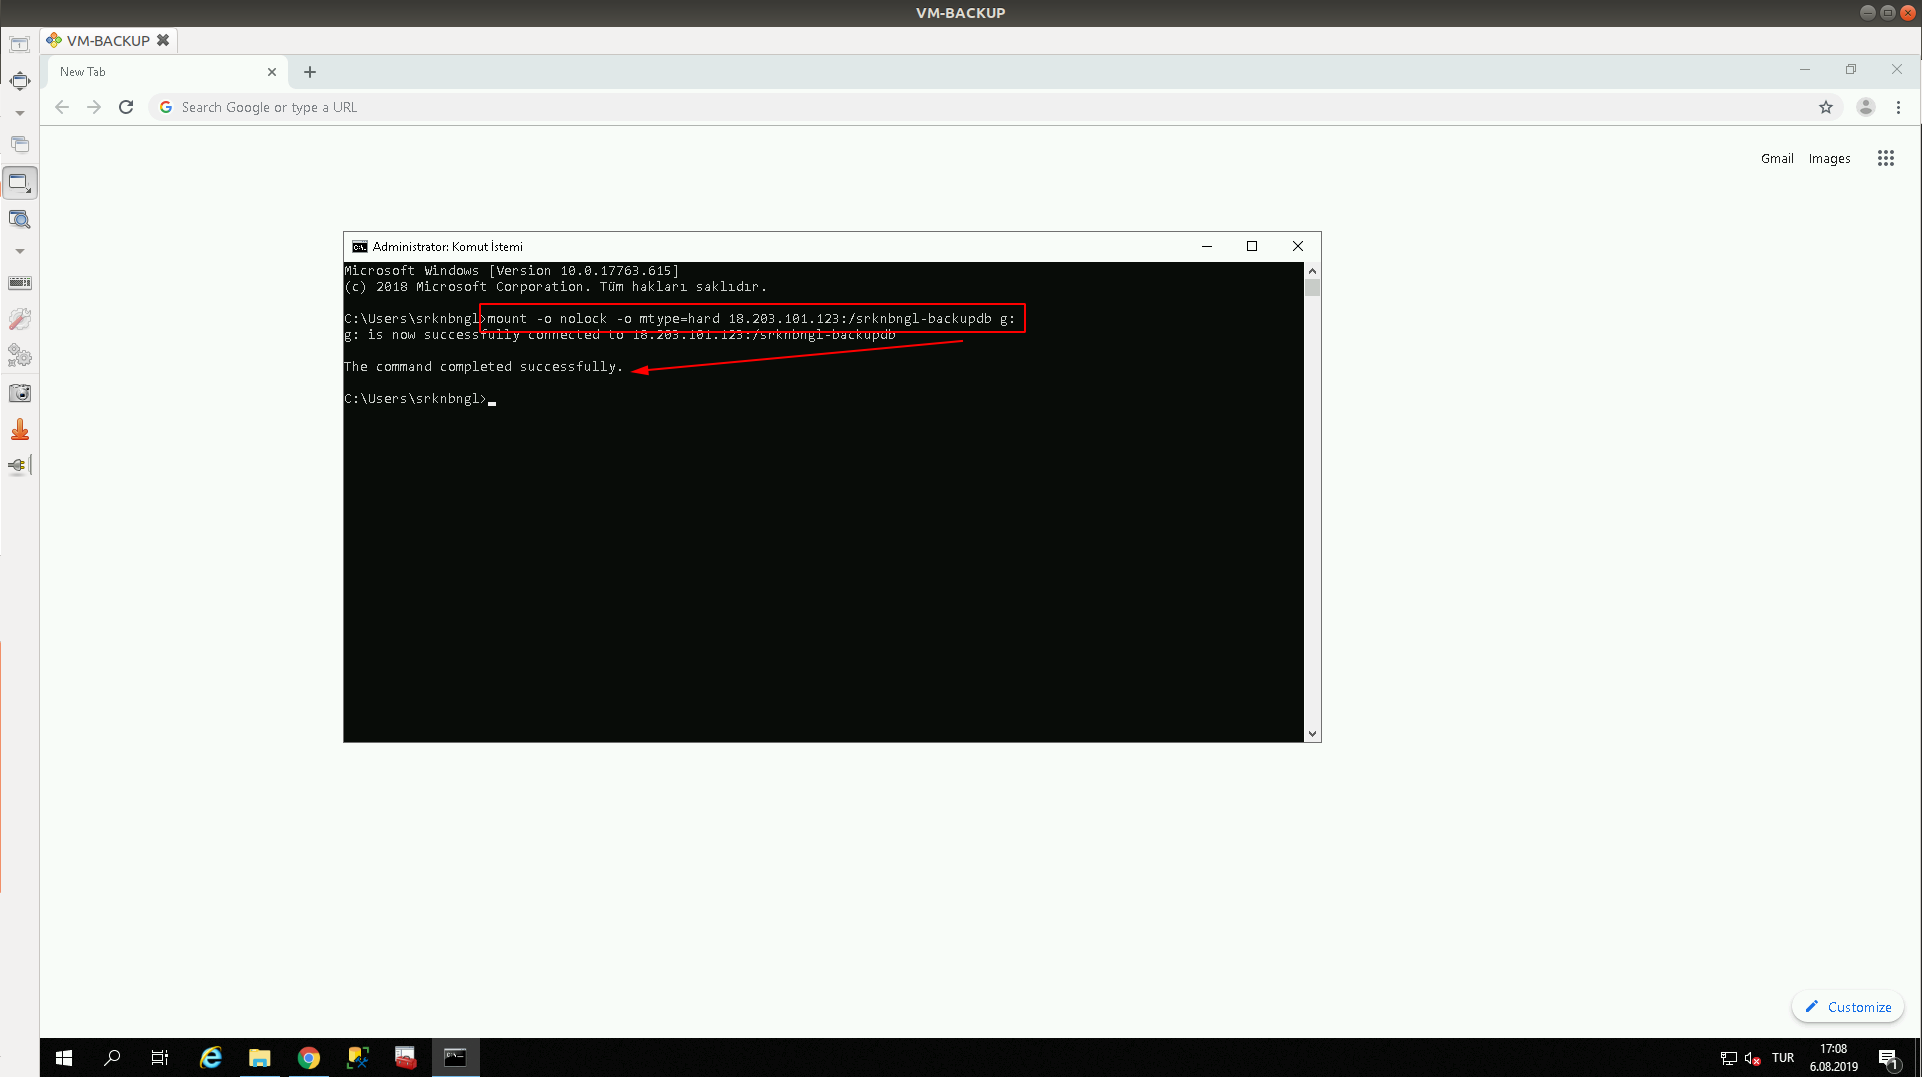 VM-BACKUP
VM-BACKUP
New Tab
Search Google or type a URL
Gmail Images
Administrator: Komut İstemi
Microsoft Windows [Version 10.0.17763.615]
(c) 2018 Microsoft Corporation. Tüm hakları saklıdır.
C:\Users\srknbngl>mount -o nolock -o mtype=hard 18.203.101.123:/srknbngl-backupdb g:
g: is now successfully connected to 18.203.101.123:/srknbngl-backupdb
The command completed successfully.
C:\Users\srknbngl>
Customize
TUR
17:08
6.08.2019
1